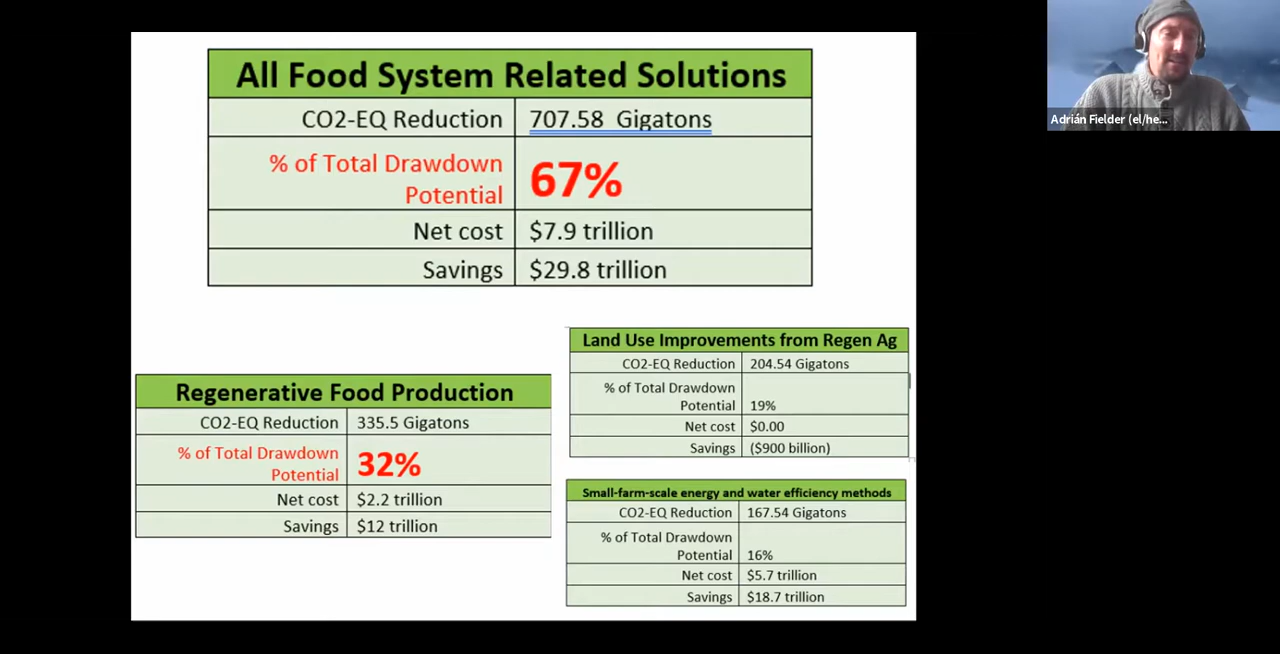 All Food System Related Solutions
CO2-EQ Reduction 707.58 Gigatons
% of Total Drawdown
Potential 67%
Net cost $7.9 trillion
Savings $29.8 trillion
Regenerative Food Production
CO2-EQ Reduction 335.5 Gigatons
% of Total Drawdown
Potential 32%
Net cost $2.2 trillion
Savings $12 trillion
Land Use Improvements from Regen Ag
CO2-EQ Reduction 204.54 Gigatons
% of Total Drawdown
Potential 19%
Net cost $0.00
Savings ($900 billion)
Small-farm-scale energy and water efficiency methods
CO2-EQ Reduction 167.54 Gigatons
% of Total Drawdown
Potential 16%
Net cost $5.7 trillion
Savings $18.7 trillion
Adrián Fielder (el/he...